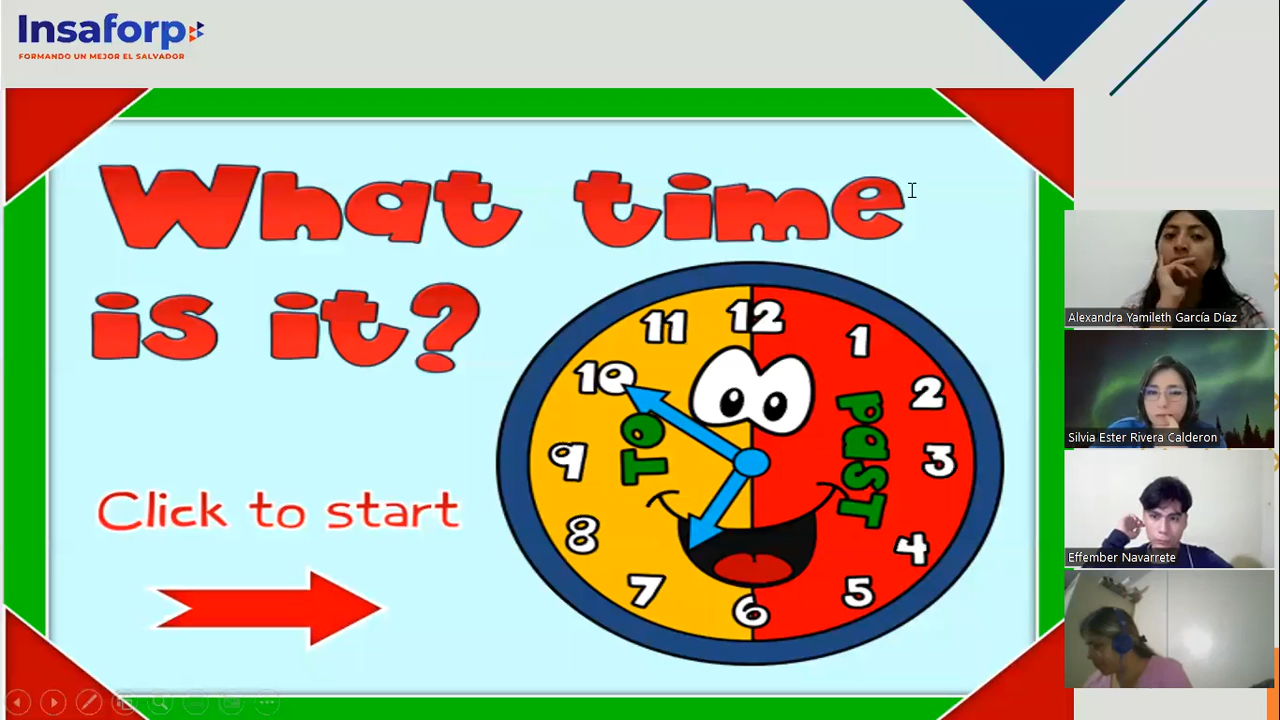 Insaforp
FORMANDO UN MEJOR EL SALVADOR
What time
is it?
Click to start
12
11
1
10
2
TO
PAST
9
3
8
4
7
5
6
Alexandra Yamileth García Díaz
Silvia Ester Rivera Calderon
Effember Navarrete